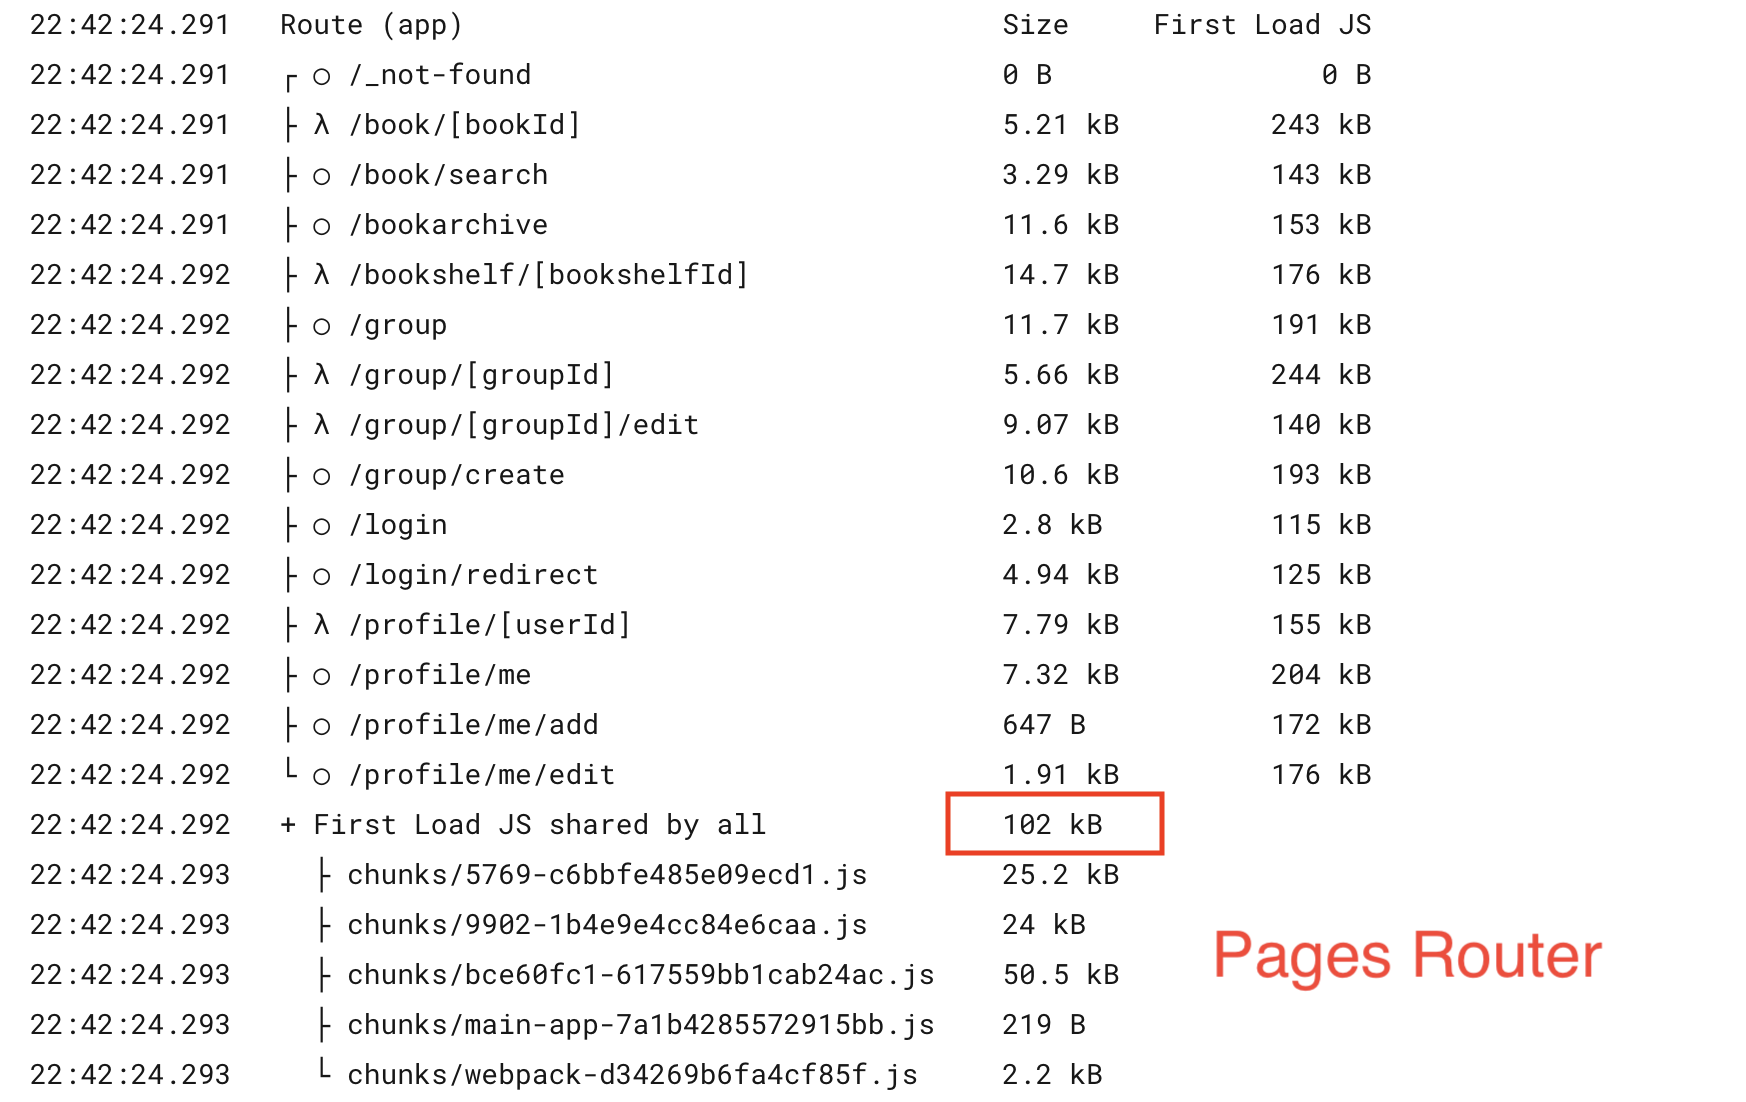 22:42:24.291 Route (app) Size First Load JS
22:42:24.291 ┌ ○ /_not-found 0 B 0 B
22:42:24.291 ├ λ /book/[bookId] 5.21 kB 243 kB
22:42:24.291 ├ ○ /book/search 3.29 kB 143 kB
22:42:24.291 ├ ○ /bookarchive 11.6 kB 153 kB
22:42:24.292 ├ λ /bookshelf/[bookshelfId] 14.7 kB 176 kB
22:42:24.292 ├ ○ /group 11.7 kB 191 kB
22:42:24.292 ├ λ /group/[groupId] 5.66 kB 244 kB
22:42:24.292 ├ λ /group/[groupId]/edit 9.07 kB 140 kB
22:42:24.292 ├ ○ /group/create 10.6 kB 193 kB
22:42:24.292 ├ ○ /login 2.8 kB 115 kB
22:42:24.292 ├ ○ /login/redirect 4.94 kB 125 kB
22:42:24.292 ├ λ /profile/[userId] 7.79 kB 155 kB
22:42:24.292 ├ ○ /profile/me 7.32 kB 204 kB
22:42:24.292 ├ ○ /profile/me/add 647 B 172 kB
22:42:24.292 └ ○ /profile/me/edit 1.91 kB 176 kB
22:42:24.292 + First Load JS shared by all 102 kB
22:42:24.293 ├ chunks/5769-c6bbfe485e09ecd1.js 25.2 kB
22:42:24.293 ├ chunks/9902-1b4e9e4cc84e6caa.js 24 kB
22:42:24.293 ├ chunks/bce60fc1-617559bb1cab24ac.js 50.5 kB
22:42:24.293 ├ chunks/main-app-7a1b4285572915bb.js 219 B
22:42:24.293 └ chunks/webpack-d34269b6fa4cf85f.js 2.2 kB
Pages Router